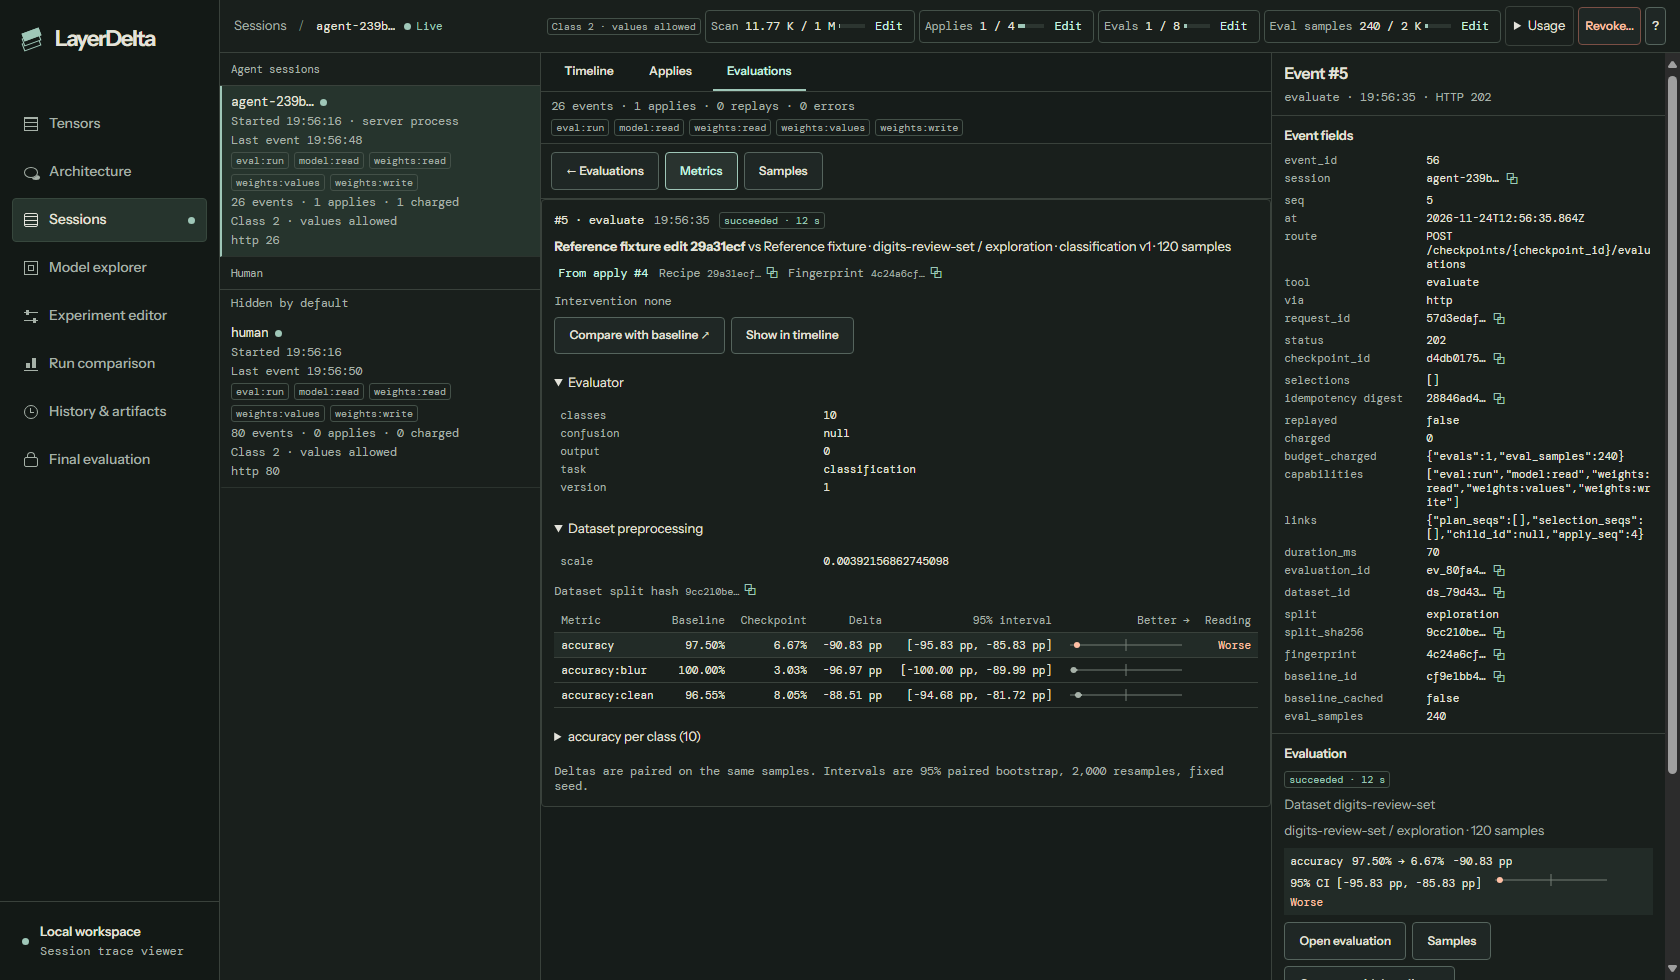 LayerDelta
Tensors
Architecture
Sessions
Model explorer
Experiment editor
Run comparison
History & artifacts
Final evaluation
Local workspace
Session trace viewer
Sessions / agent-239b… Live
Class 2 · values allowed
Scan 11.77 K / 1 M Edit
Applies 1 / 4 Edit
Evals 1 / 8 Edit
Eval samples 240 / 2 K Edit
▶ Usage
Revoke…
?
Agent sessions
agent-239b…
Started 19:56:16 · server process
Last event 19:56:48
eval:run model:read weights:read
weights:values weights:write
26 events · 1 applies · 1 charged
Class 2 · values allowed
http 26
Human
Hidden by default
human
Started 19:56:16
Last event 19:56:50
eval:run model:read weights:read
weights:values weights:write
80 events · 0 applies · 0 charged
Class 2 · values allowed
http 80
Timeline Applies Evaluations
26 events · 1 applies · 0 replays · 0 errors
eval:run model:read weights:read weights:values weights:write
← Evaluations Metrics Samples
#5 · evaluate 19:56:35 succeeded · 12 s
Reference fixture edit 29a31ecf vs Reference fixture · digits-review-set / exploration · classification v1 · 120 samples
From apply #4 Recipe 29a31ecf… Fingerprint 4c24a6cf…
Intervention none
Compare with baseline ↗ Show in timeline
▼ Evaluator
classes 10
confusion null
output 0
task classification
version 1
▼ Dataset preprocessing
scale 0.00392156862745098
Dataset split hash 9cc210be…
Metric Baseline Checkpoint Delta 95% interval Better → Reading
accuracy 97.50% 6.67% -90.83 pp [-95.83 pp, -85.83 pp] Worse
accuracy:blur 100.00% 3.03% -96.97 pp [-100.00 pp, -89.99 pp]
accuracy:clean 96.55% 8.05% -88.51 pp [-94.68 pp, -81.72 pp]
▶ accuracy per class (10)
Deltas are paired on the same samples. Intervals are 95% paired bootstrap, 2,000 resamples, fixed
seed.
Event #5
evaluate · 19:56:35 · HTTP 202
Event fields
event_id 56
session agent-239b…
seq 5
at 2026-11-24T12:56:35.864Z
route POST
/checkpoints/{checkpoint_id}/evalu
ations
tool evaluate
via http
request_id 57d3edaf…
status 202
checkpoint_id d4db0175…
selections []
idempotency digest 28846ad4…
replayed false
charged 0
budget_charged {"evals":1,"eval_samples":240}
capabilities ["eval:run","model:read","weights:
read","weights:values","weights:wr
ite"]
links {"plan_seqs":[],"selection_seqs":
[],"child_id":null,"apply_seq":4}
duration_ms 70
evaluation_id ev_80fa4…
dataset_id ds_79d43…
split exploration
split_sha256 9cc210be…
fingerprint 4c24a6cf…
baseline_id cf9e1bb4…
baseline_cached false
eval_samples 240
Evaluation
succeeded · 12 s
Dataset digits-review-set
digits-review-set / exploration · 120 samples
accuracy 97.50% → 6.67% -90.83 pp
95% CI [-95.83 pp, -85.83 pp]
Worse
Open evaluation Samples